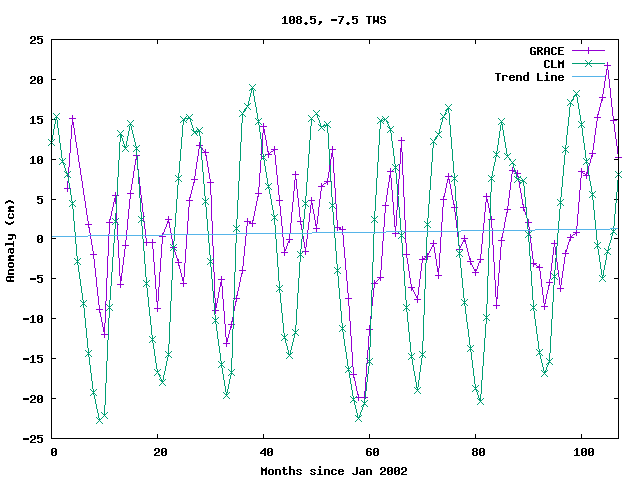 108.5, -7.5 TWS
25
20
15
10
5
0
-5
-10
-15
-20
-25
Anomaly (cm)
GRACE
CLM
Trend Line
0 20 40 60 80 100
Months since Jan 2002